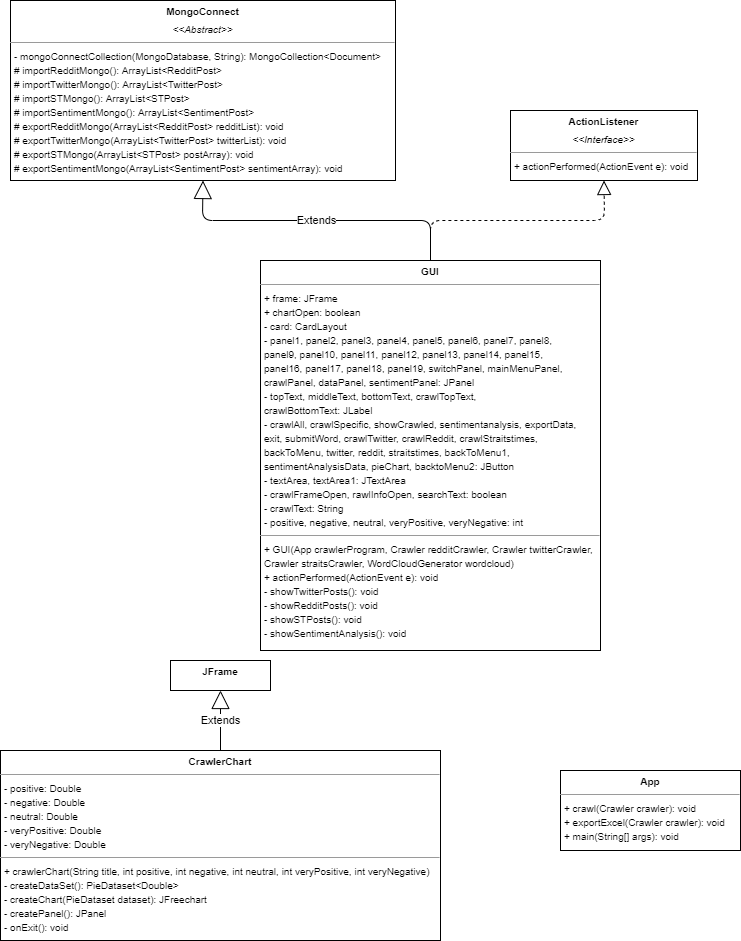 MongoConnect
<<Abstract>>
- mongoConnectCollection(MongoDatabase, String): MongoCollection<Document>
# importRedditMongo(): ArrayList<RedditPost>
# importTwitterMongo(): ArrayList<TwitterPost>
# importSTMongo(): ArrayList<STPost>
# importSentimentMongo(): ArrayList<SentimentPost>
# exportRedditMongo(ArrayList<RedditPost> redditList): void
# exportTwitterMongo(ArrayList<TwitterPost> twitterList): void
# exportSTMongo(ArrayList<STPost> postArray): void
# exportSentimentMongo(ArrayList<SentimentPost> sentimentArray): void
ActionListener
<<Interface>>
+ actionPerformed(ActionEvent e): void
Extends
GUI
+ frame: JFrame
+ chartOpen: boolean
- card: CardLayout
- panel1, panel2, panel3, panel4, panel5, panel6, panel7, panel8,
panel9, panel10, panel11, panel12, panel13, panel14, panel15,
panel16, panel17, panel18, panel19, switchPanel, mainMenuPanel,
crawlPanel, dataPanel, sentimentPanel: JPanel
- topText, middleText, bottomText, crawlTopText,
crawlBottomText: JLabel
- crawlAll, crawlSpecific, showCrawled, sentimentanalysis, exportData,
exit, submitWord, crawlTwitter, crawlReddit, crawlStraitstimes,
backToMenu, twitter, reddit, straitstimes, backToMenu1,
sentimentAnalysisData, pieChart, backtoMenu2: JButton
- textArea, textArea1: JTextArea
- crawlFrameOpen, rawlInfoOpen, searchText: boolean
- crawlText: String
- positive, negative, neutral, veryPositive, veryNegative: int
+ GUI(App crawlerProgram, Crawler redditCrawler, Crawler twitterCrawler,
Crawler straitsCrawler, WordCloudGenerator wordcloud)
+ actionPerformed(ActionEvent e): void
- showTwitterPosts(): void
- showRedditPosts(): void
- showSTPosts(): void
- showSentimentAnalysis(): void
JFrame
Extends
CrawlerChart
- positive: Double
- negative: Double
- neutral: Double
- veryPositive: Double
- veryNegative: Double
+ crawlerChart(String title, int positive, int negative, int neutral, int veryPositive, int veryNegative)
- createDataSet(): PieDataset<Double>
- createChart(PieDataset dataset): JFreechart
- createPanel(): JPanel
- onExit(): void
App
+ crawl(Crawler crawler): void
+ exportExcel(Crawler crawler): void
+ main(String[] args): void